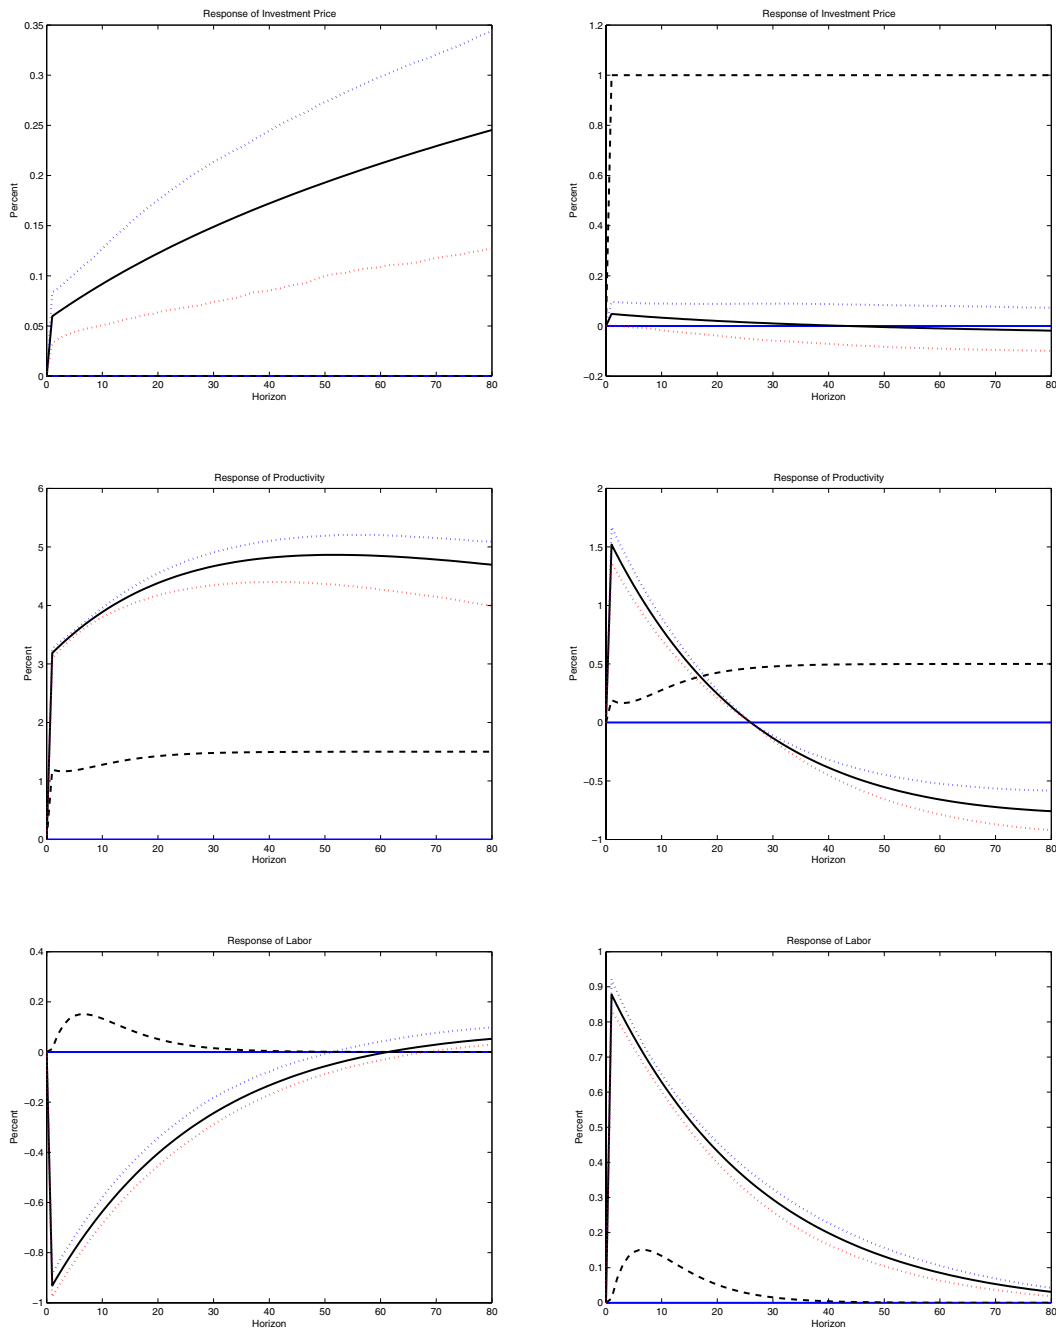 Response of Investment Price
Percent
0.35
0.3
0.25
0.2
0.15
0.1
0.05
0
0 10 20 30 40 50 60 70 80
Horizon
Response of Investment Price
Percent
1.2
1
0.8
0.6
0.4
0.2
0
−0.2
0 10 20 30 40 50 60 70 80
Horizon
Response of Productivity
Percent
6
5
4
3
2
1
0
0 10 20 30 40 50 60 70 80
Horizon
Response of Productivity
Percent
2
1.5
1
0.5
0
−0.5
−1
0 10 20 30 40 50 60 70 80
Horizon
Response of Labor
Percent
0.4
0.2
0
−0.2
−0.4
−0.6
−0.8
−1
0 10 20 30 40 50 60 70 80
Horizon
Response of Labor
Percent
1
0.9
0.8
0.7
0.6
0.5
0.4
0.3
0.2
0.1
0
0 10 20 30 40 50 60 70 80
Horizon